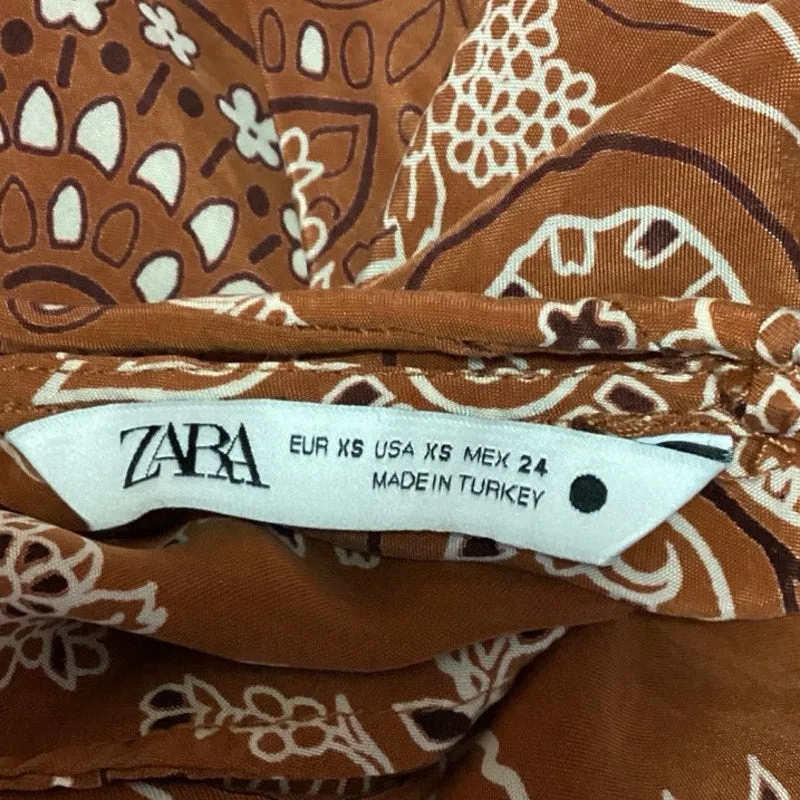 ZARA EUR XS USA XS MEX 24
MADE IN TURKEY